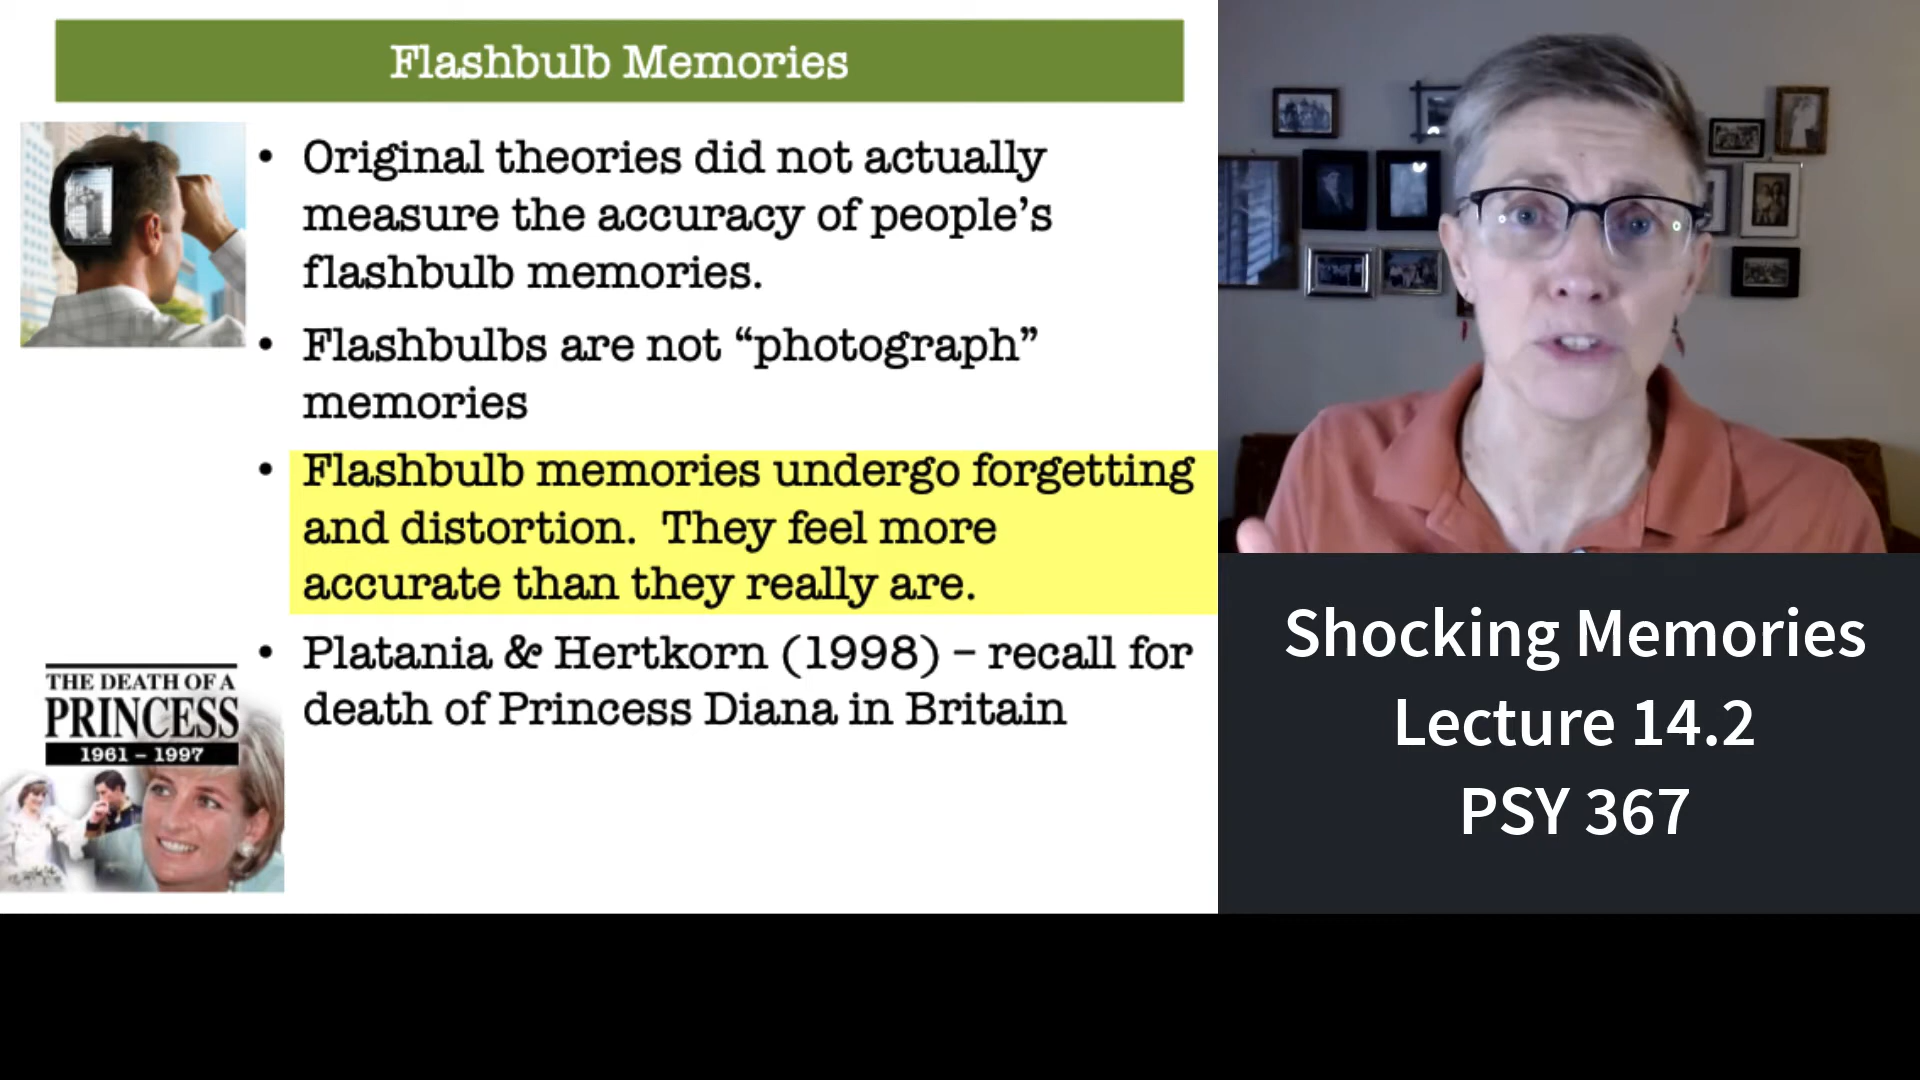 Flashbulb Memories
• Original theories did not actually
measure the accuracy of people’s
flashbulb memories.
• Flashbulbs are not “photograph”
memories
• Flashbulb memories undergo forgetting
and distortion. They feel more
accurate than they really are.
• Platania & Hertkorn (1998) – recall for
death of Princess Diana in Britain
THE DEATH OF A
PRINCESS
1961 – 1997
Shocking Memories
Lecture 14.2
PSY 367